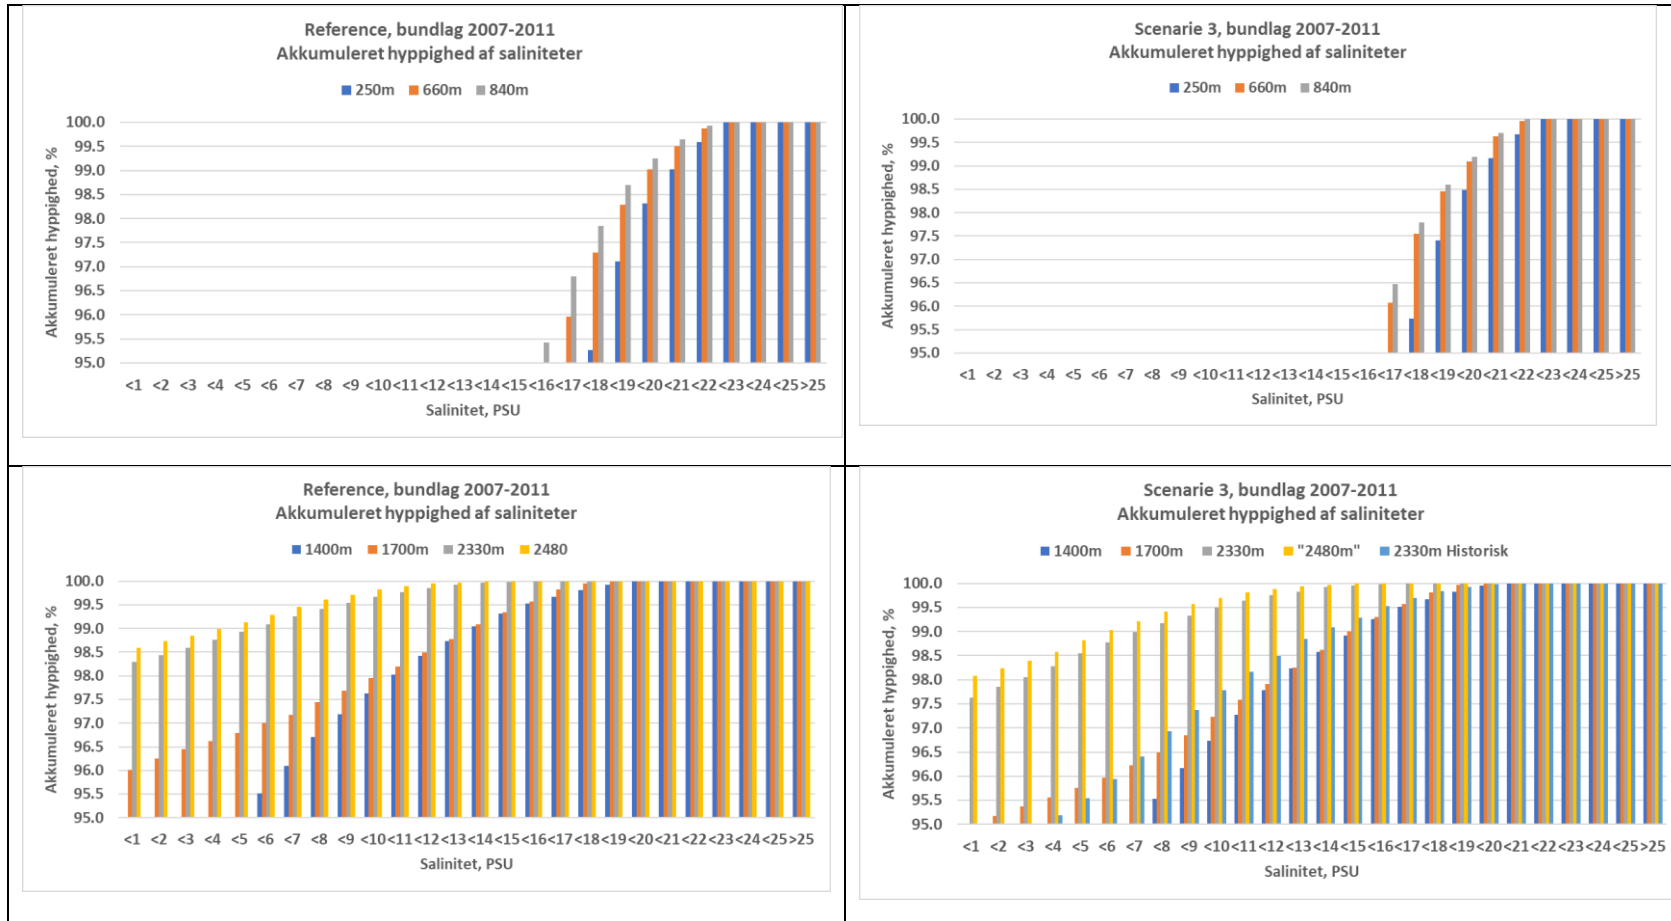 Reference, bundlag 2007-2011
Akkumuleret hyppighed af saliniteter
250m 660m 840m
Akkumuleret hyppighed, %
100.0
99.5
99.0
98.5
98.0
97.5
97.0
96.5
96.0
95.5
95.0
<1 <2 <3 <4 <5 <6 <7 <8 <9 <10 <11 <12 <13 <14 <15 <16 <17 <18 <19 <20 <21 <22 <23 <24 <25 >25
Salinitet, PSU
Scenarie 3, bundlag 2007-2011
Akkumuleret hyppighed af saliniteter
250m 660m 840m
Akkumuleret hyppighed, %
100.0
99.5
99.0
98.5
98.0
97.5
97.0
96.5
96.0
95.5
95.0
<1 <2 <3 <4 <5 <6 <7 <8 <9 <10 <11 <12 <13 <14 <15 <16 <17 <18 <19 <20 <21 <22 <23 <24 <25 >25
Salinitet, PSU
Reference, bundlag 2007-2011
Akkumuleret hyppighed af saliniteter
1400m 1700m 2330m 2480
Akkumuleret hyppighed, %
100.0
99.5
99.0
98.5
98.0
97.5
97.0
96.5
96.0
95.5
95.0
<1 <2 <3 <4 <5 <6 <7 <8 <9 <10 <11 <12 <13 <14 <15 <16 <17 <18 <19 <20 <21 <22 <23 <24 <25 >25
Salinitet, PSU
Scenarie 3, bundlag 2007-2011
Akkumuleret hyppighed af saliniteter
1400m 1700m 2330m "2480m" 2330m Historisk
Akkumuleret hyppighed, %
100.0
99.5
99.0
98.5
98.0
97.5
97.0
96.5
96.0
95.5
95.0
<1 <2 <3 <4 <5 <6 <7 <8 <9 <10 <11 <12 <13 <14 <15 <16 <17 <18 <19 <20 <21 <22 <23 <24 <25 >25
Salinitet, PSU